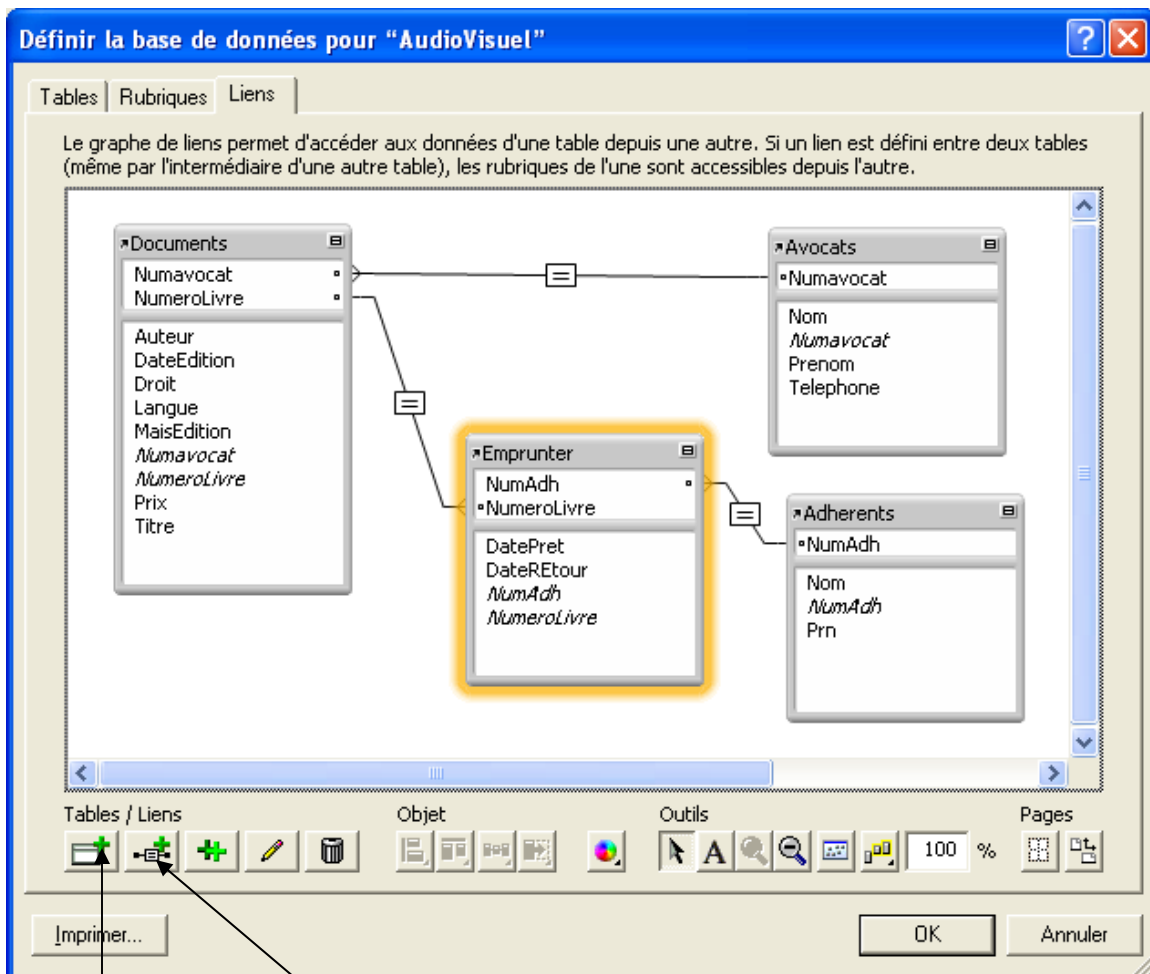 Définir la base de données pour “AudioVisuel”
Tables
Rubriques
Liens
Le graphe de liens permet d'accéder aux données d'une table depuis une autre. Si un lien est défini entre deux tables
(même par l'intermédiaire d'une autre table), les rubriques de l'une sont accessibles depuis l'autre.
Documents
Numavocat
NumeroLivre
Auteur
DateEdition
Droit
Langue
MaisEdition
Numavocat
NumeroLivre
Prix
Titre
=
=
Avocats
Numavocat
Nom
Numavocat
Prenom
Telephone
Emprunter
NumAdh
NumeroLivre
DatePret
DateREtour
NumAdh
NumeroLivre
=
Adherents
NumAdh
Nom
NumAdh
Prn
Tables / Liens
Objet
Outils
Pages
A
100 %
Imprimer...
OK
Annuler